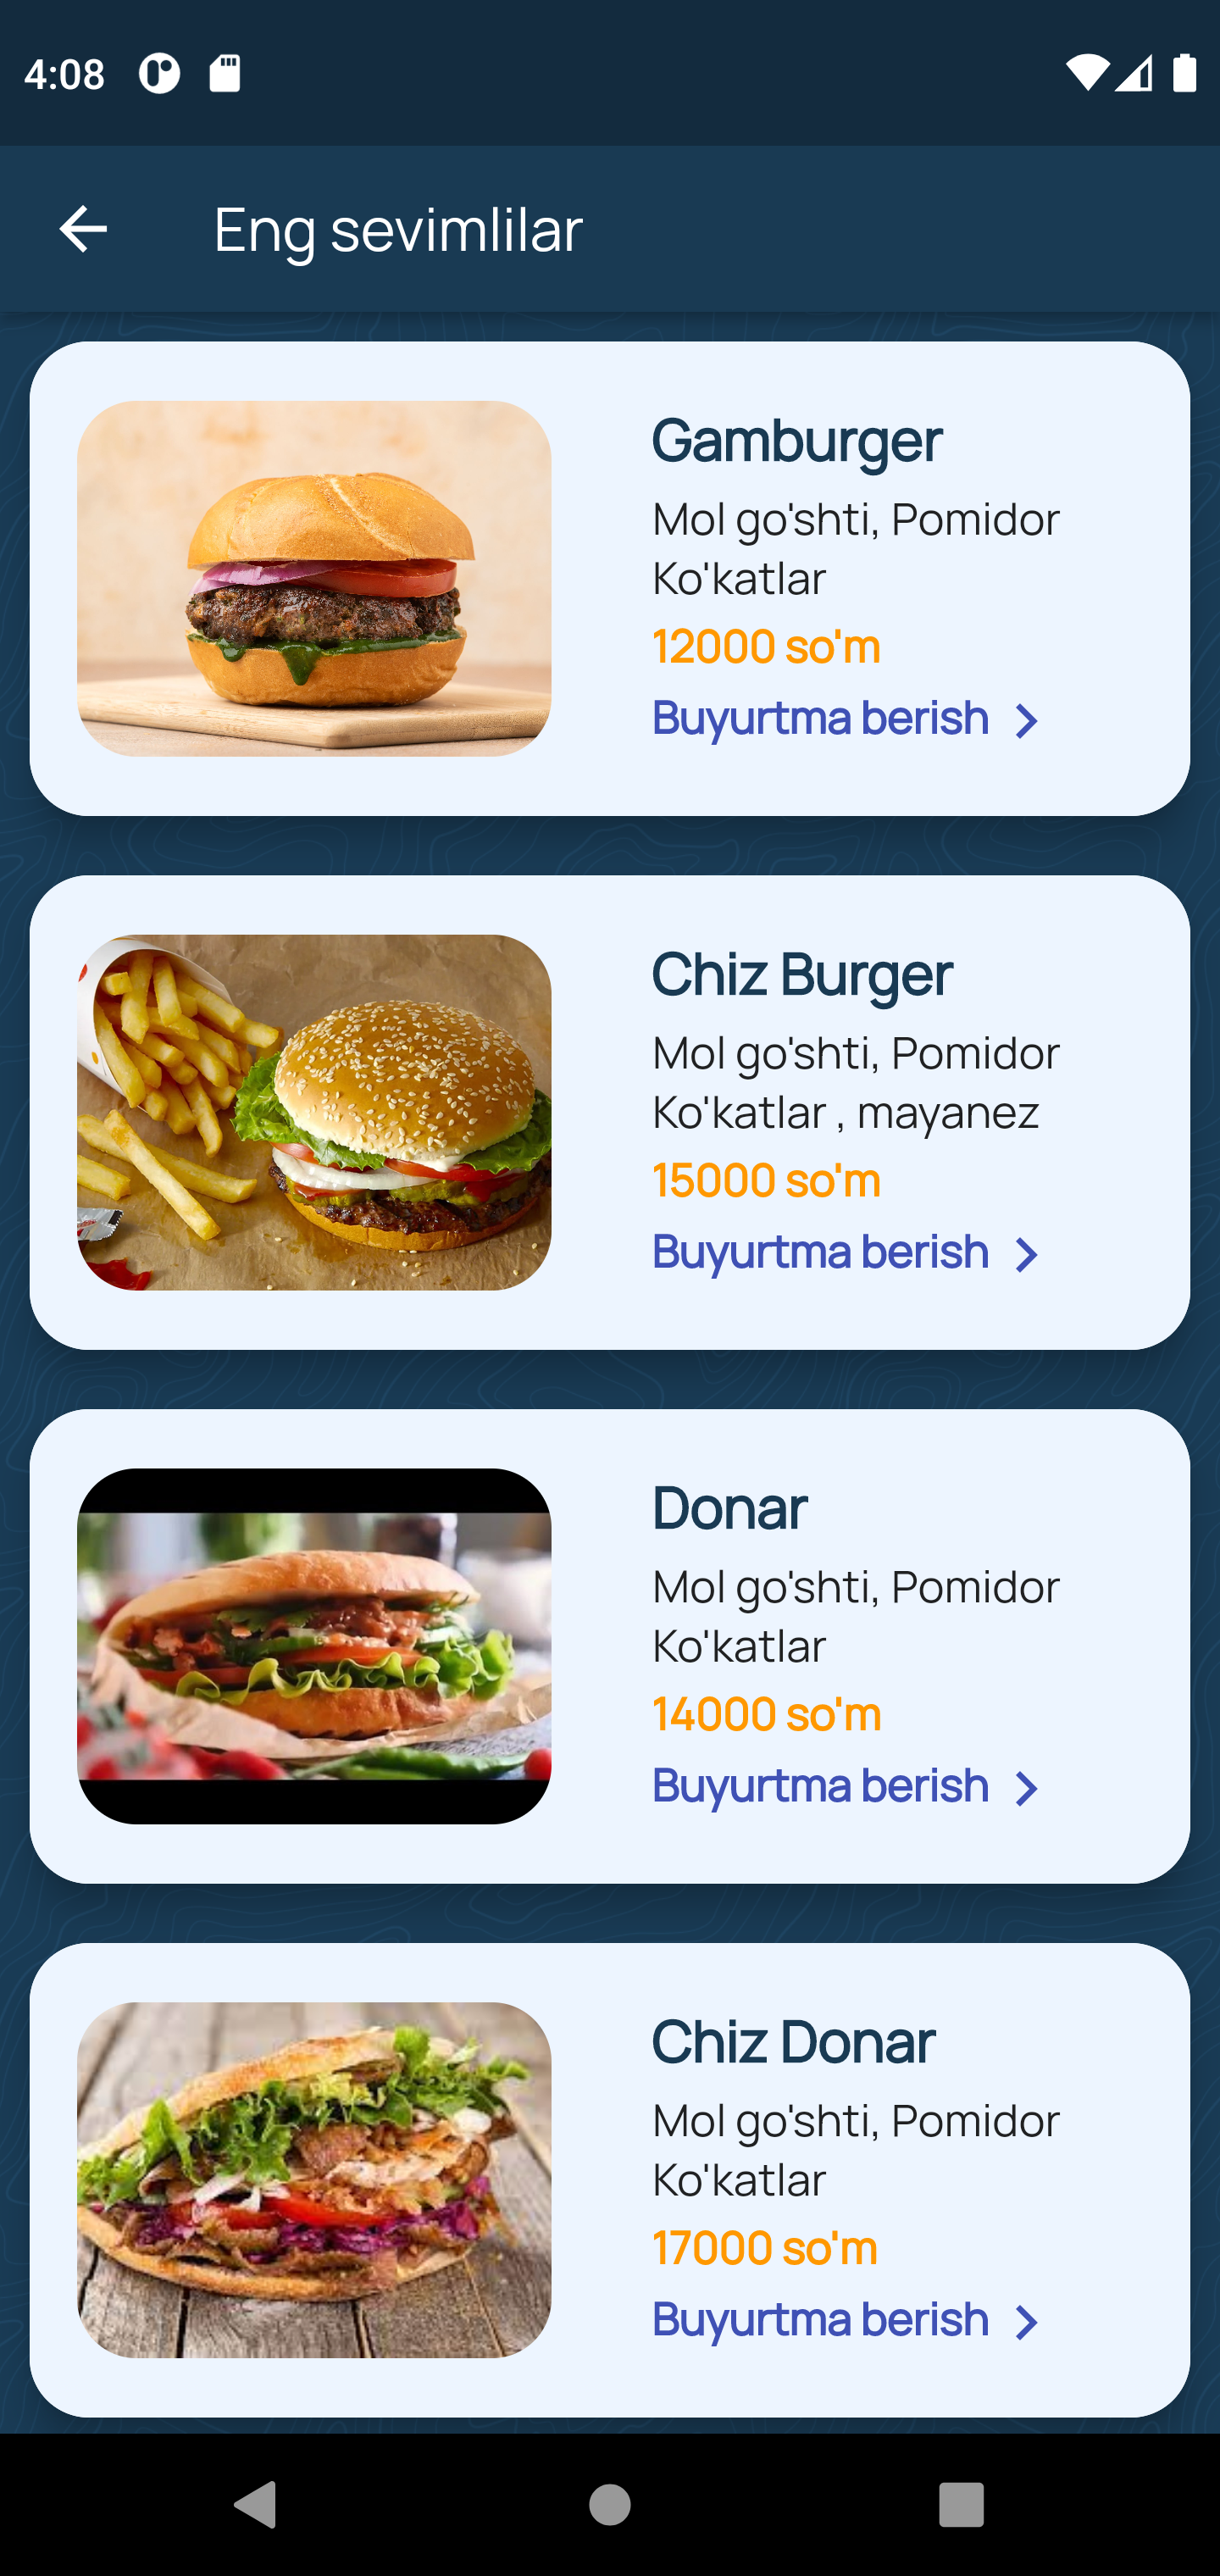 4:08
Eng sevimlilar
Gamburger
Mol go'shti, Pomidor
Ko'katlar
12000 so'm
Buyurtma berish
Chiz Burger
Mol go'shti, Pomidor
Ko'katlar , mayanez
15000 so'm
Buyurtma berish
Donar
Mol go'shti, Pomidor
Ko'katlar
14000 so'm
Buyurtma berish
Chiz Donar
Mol go'shti, Pomidor
Ko'katlar
17000 so'm
Buyurtma berish